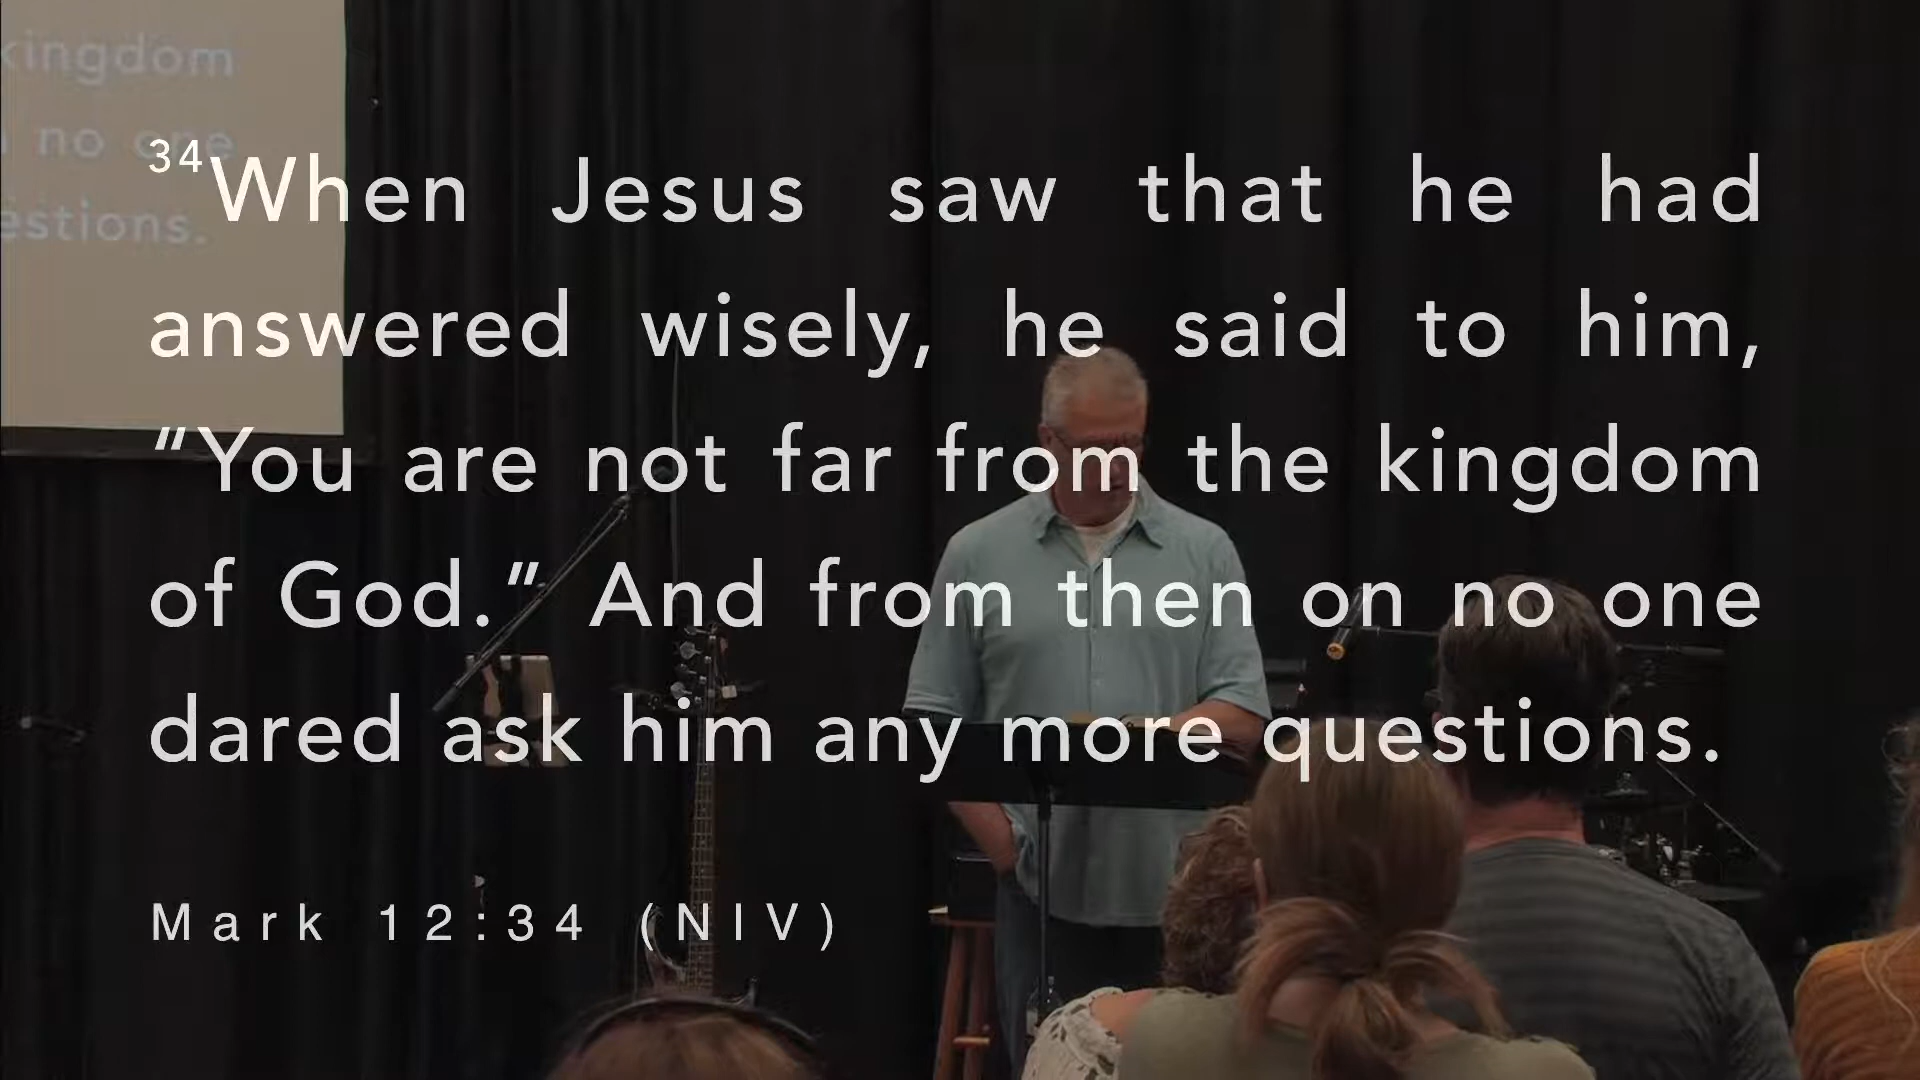 kingdom
no one
estions.
34When Jesus saw that he had
answered wisely, he said to him,
“You are not far from the kingdom
of God.” And from then on no one
dared ask him any more questions.
Mark 12:34 (NIV)